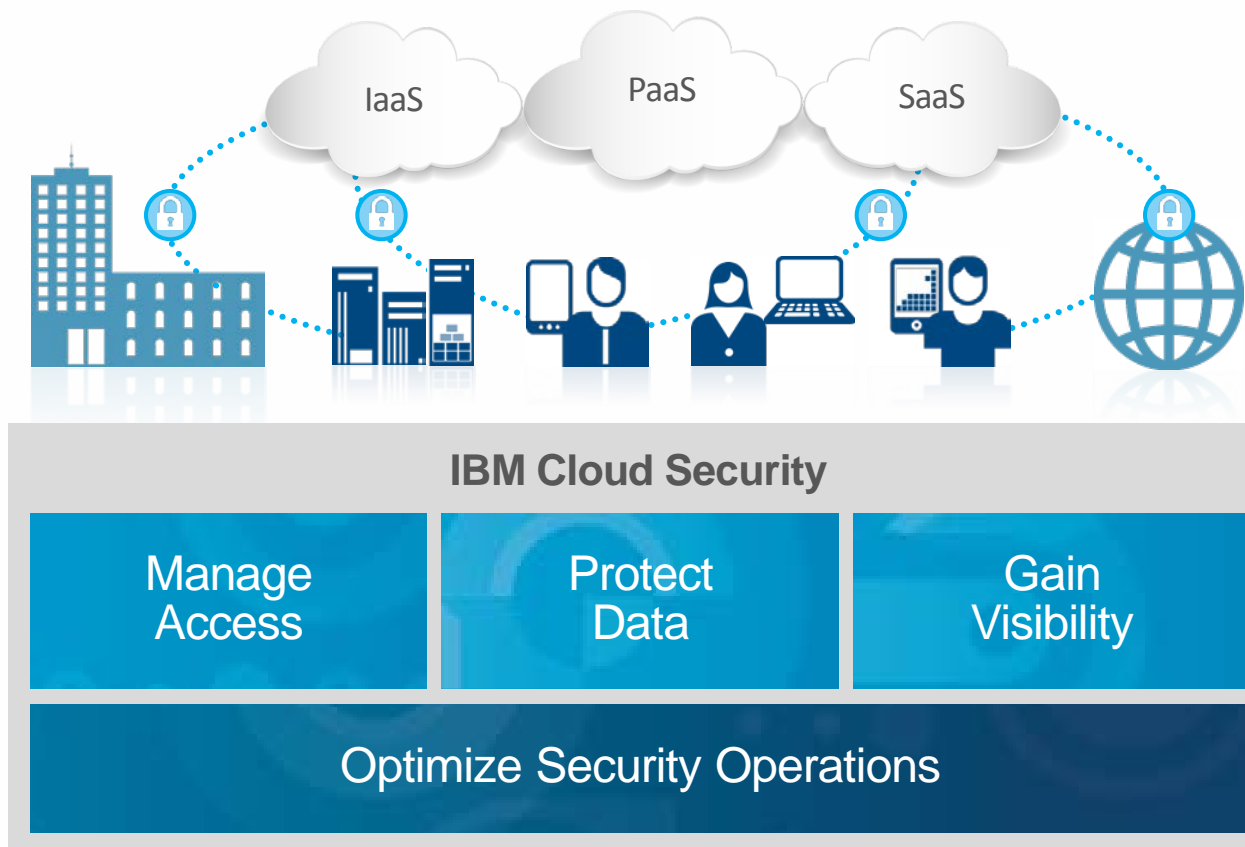 IaaS
PaaS
SaaS
IBM Cloud Security
Manage
Access
Protect
Data
Gain
Visibility
Optimize Security Operations